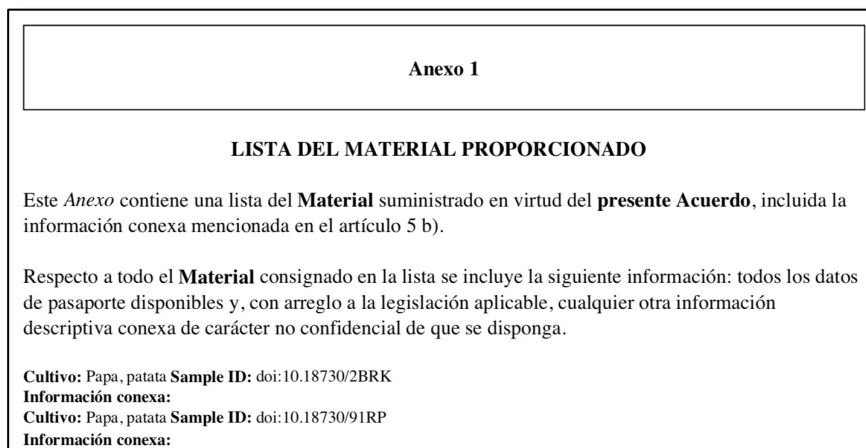 Anexo 1
LISTA DEL MATERIAL PROPORCIONADO
Este Anexo contiene una lista del Material suministrado en virtud del presente Acuerdo, incluida la
información conexa mencionada en el artículo 5 b).
Respecto a todo el Material consignado en la lista se incluye la siguiente información: todos los datos
de pasaporte disponibles y, con arreglo a la legislación aplicable, cualquier otra información
descriptiva conexa de carácter no confidencial de que se disponga.
Cultivo: Papa, patata Sample ID: doi:10.18730/2BRK
Información conexa:
Cultivo: Papa, patata Sample ID: doi:10.18730/91RP
Información conexa: